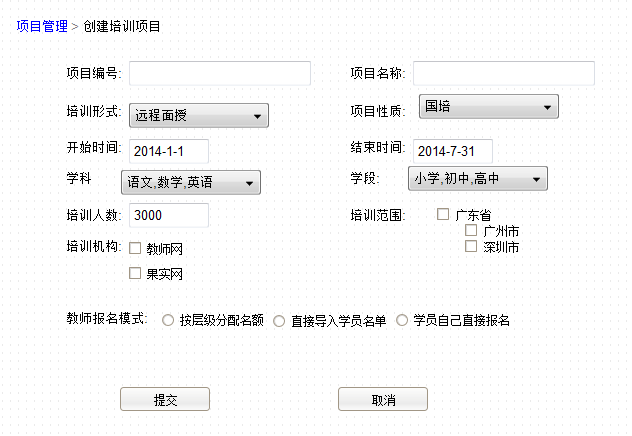 项目管理 > 创建培训项目
项目编号: 项目名称:
培训形式: 远程面授 项目性质: 国培
开始时间: 2014-1-1 结束时间: 2014-7-31
学科 语文,数学,英语 学段: 小学,初中,高中
培训人数: 3000 培训范围: 广东省
广州市
培训机构: 教师网 深圳市
果实网
教师报名模式: 按层级分配名额 直接导入学员名单 学员自己直接报名
提交 取消